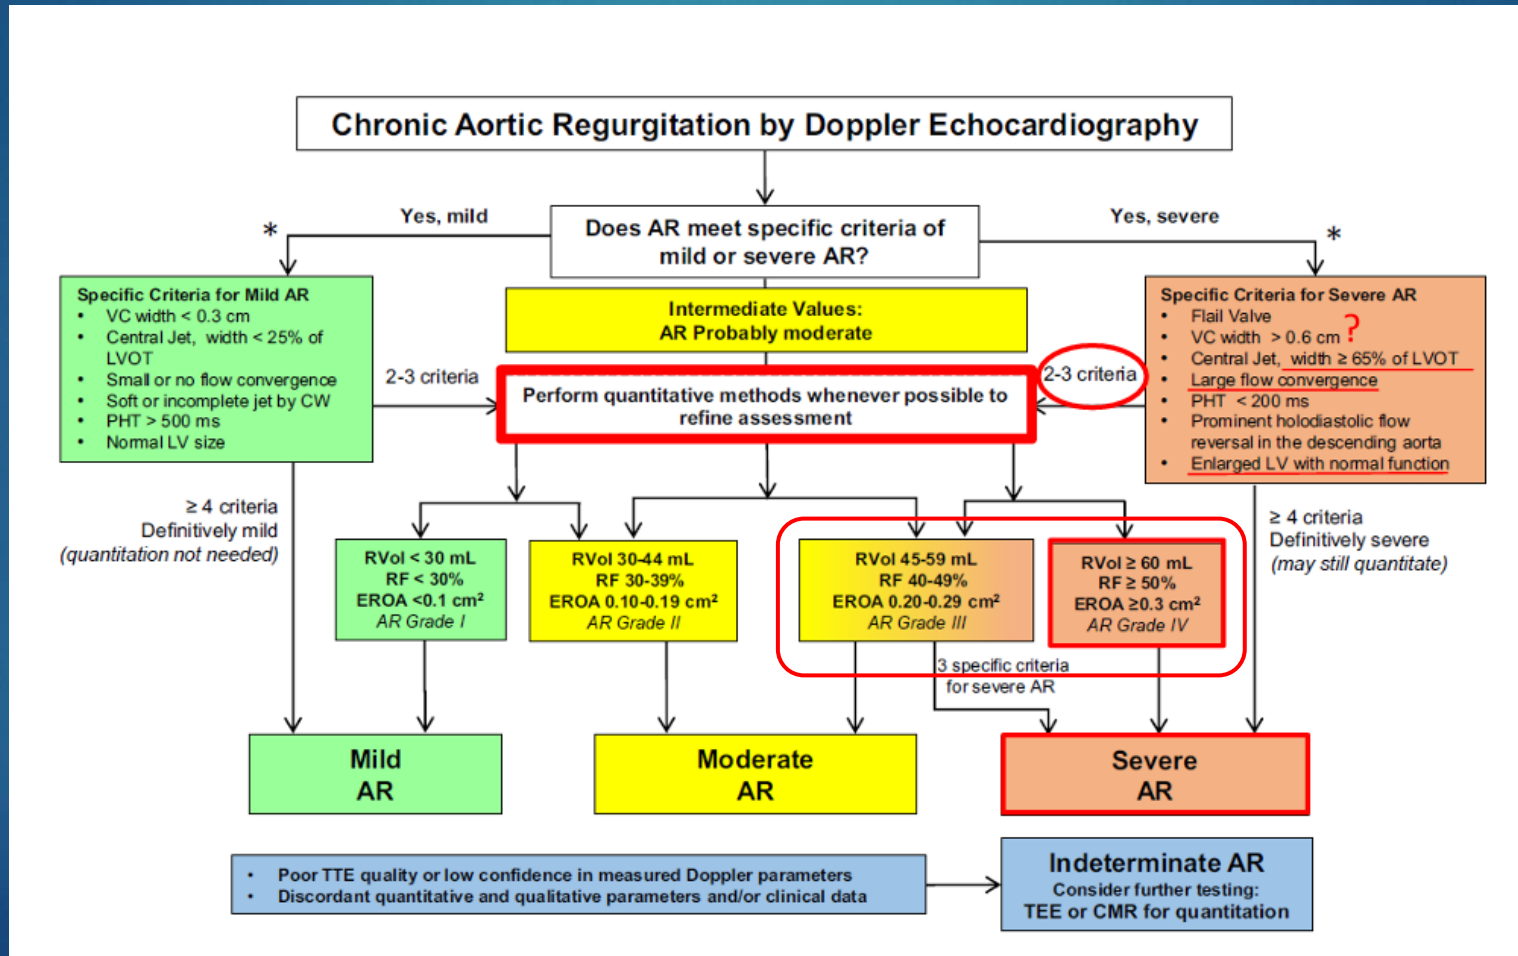 Chronic Aortic Regurgitation by Doppler Echocardiography
Yes, mild
Does AR meet specific criteria of
mild or severe AR?
Yes, severe
*
*
Specific Criteria for Mild AR
• VC width < 0.3 cm
• Central Jet, width < 25% of
LVOT
• Small or no flow convergence
• Soft or incomplete jet by CW
• PHT > 500 ms
• Normal LV size
Intermediate Values:
AR Probably moderate
Specific Criteria for Severe AR
• Flail Valve
• VC width > 0.6 cm ?
• Central Jet, width ≥ 65% of LVOT
• Large flow convergence
• PHT < 200 ms
• Prominent holodiastolic flow
reversal in the descending aorta
• Enlarged LV with normal function
2-3 criteria
Perform quantitative methods whenever possible to
refine assessment
2-3 criteria
≥ 4 criteria
Definitively mild
(quantitation not needed)
RVol < 30 mL
RF < 30%
EROA <0.1 cm²
AR Grade I
RVol 30-44 mL
RF 30-39%
EROA 0.10-0.19 cm²
AR Grade II
RVol 45-59 mL
RF 40-49%
EROA 0.20-0.29 cm²
AR Grade III
RVol ≥ 60 mL
RF ≥ 50%
EROA ≥0.3 cm²
AR Grade IV
≥ 4 criteria
Definitively severe
(may still quantitate)
3 specific criteria
for severe AR
Mild
AR
Moderate
AR
Severe
AR
• Poor TTE quality or low confidence in measured Doppler parameters
• Discordant quantitative and qualitative parameters and/or clinical data
Indeterminate AR
Consider further testing:
TEE or CMR for quantitation